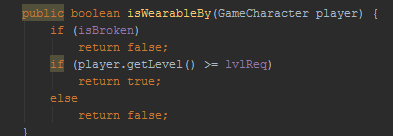 public boolean isWearableBy(GameCharacter player) {
    if (isBroken)
        return false;
    if (player.getLevel() >= lvlReq)
        return true;
    else
        return false;
}